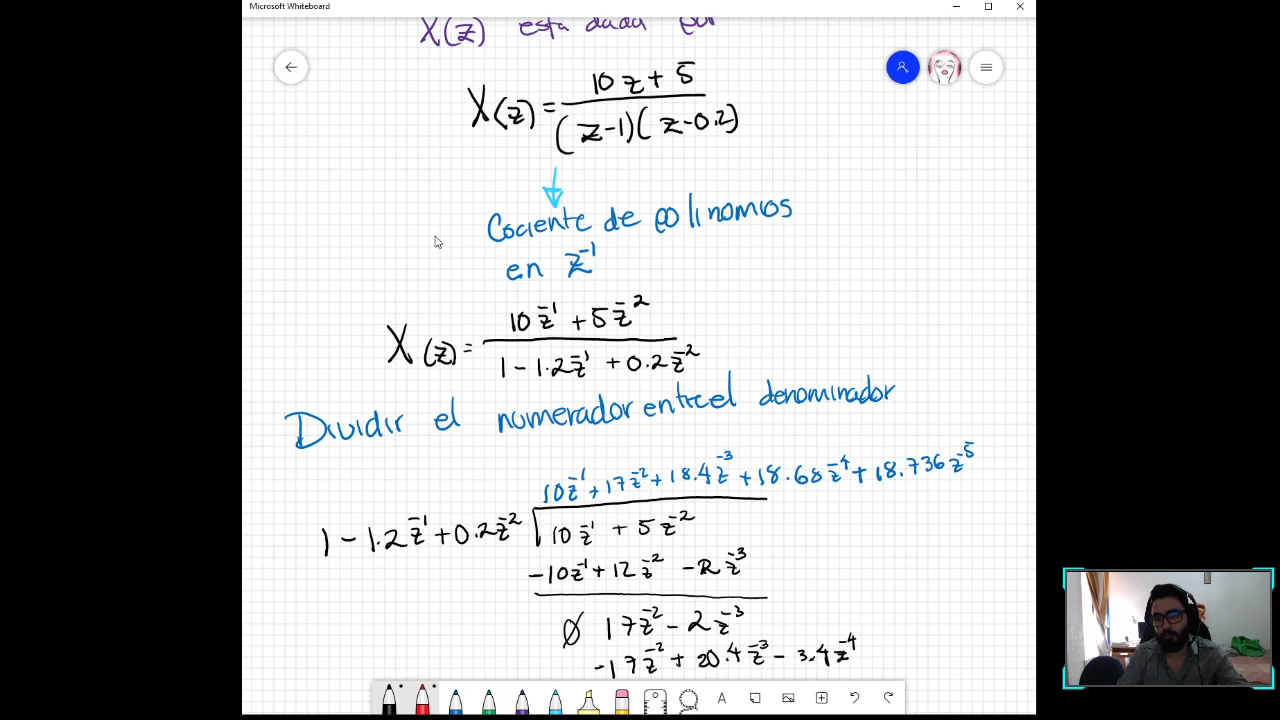 Microsoft Whiteboard
X(z) esta dada por
X(z) = 10z + 5 / (z-1)(z-0.2)
Cociente de polinomios
en z⁻¹
X(z) = 10z⁻¹ + 5z⁻² / 1 - 1.2z⁻¹ + 0.2z⁻²
Dividir el numerador entre el denominador
10z⁻¹ + 17z⁻² + 18.4z⁻³ + 18.68z⁻⁴ + 18.736z⁻⁵
1 - 1.2z⁻¹ + 0.2z⁻² √ 10z⁻¹ + 5z⁻²
-10z⁻¹ + 12z⁻² - 2z⁻³
0 17z⁻² - 2z⁻³
-17z⁻² + 20.4z⁻³ - 3.4z⁻⁴